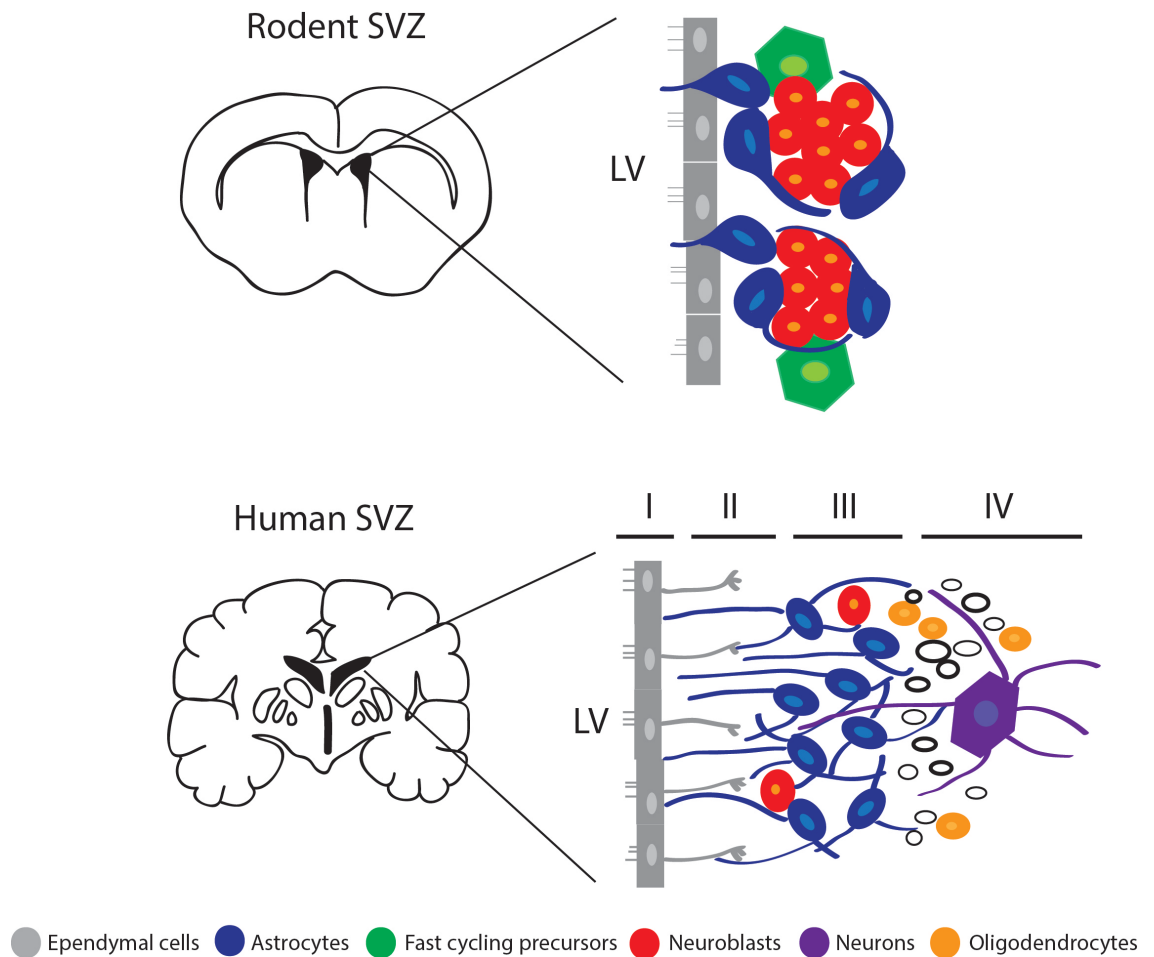 Rodent SVZ
LV
Human SVZ
I II III IV
LV
Ependymal cells Astrocytes Fast cycling precursors Neuroblasts Neurons Oligodendrocytes